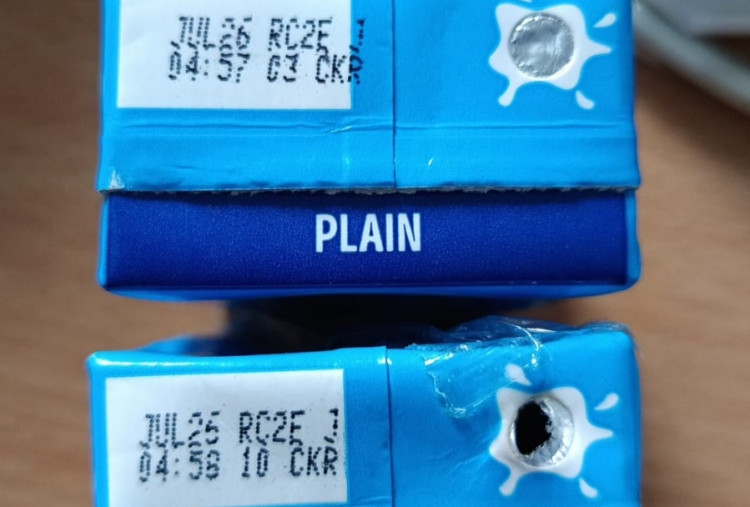 JUL26 RC2E J
04:57 03 CKR
PLAIN
JUL26 RC2E J
04:58 10 CKR